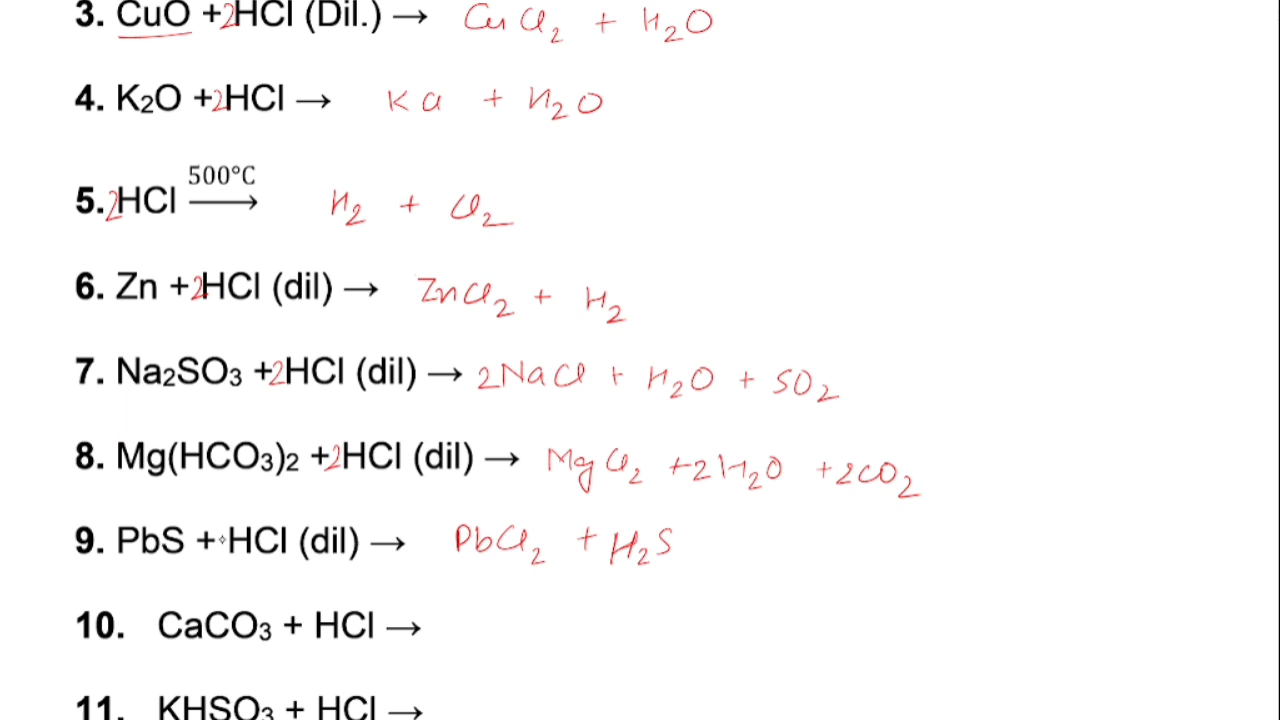 3. CuO +2HCl (Dil.) → CuCl2 + H2O
4. K2O +2HCl → KCl + H2O
500°C
5. 2HCl → H2 + Cl2
6. Zn +2HCl (dil) → ZnCl2 + H2
7. Na2SO3 +2HCl (dil) → 2NaCl + H2O + SO2
8. Mg(HCO3)2 +2HCl (dil) → MgCl2 +2H2O +2CO2
9. PbS + HCl (dil) → PbCl2 + H2S
10. CaCO3 + HCl →
11. KHSO3 + HCl →